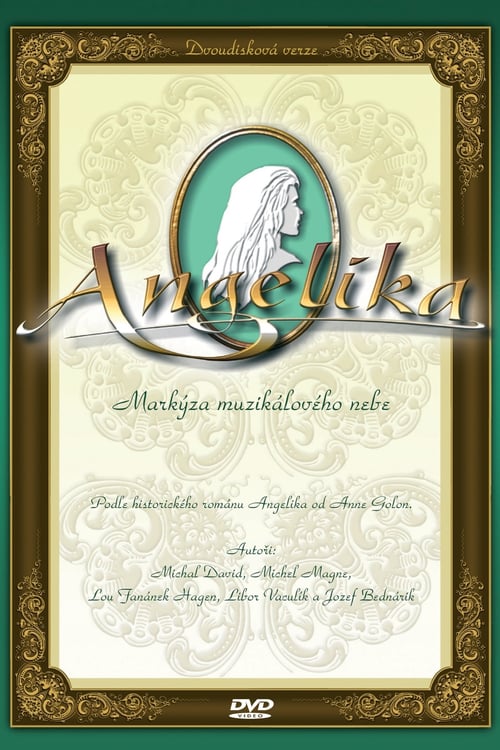 Dvoudisková verze
Angelika
Markýza muzikálového nebe
Podle historického románu Angelika od Anne Golon.
Autoři:
Michal David, Michel Magne,
Lou Fanánek Hagen, Libor Vaculík a Jozef Bednárik
DVD
VIDEO